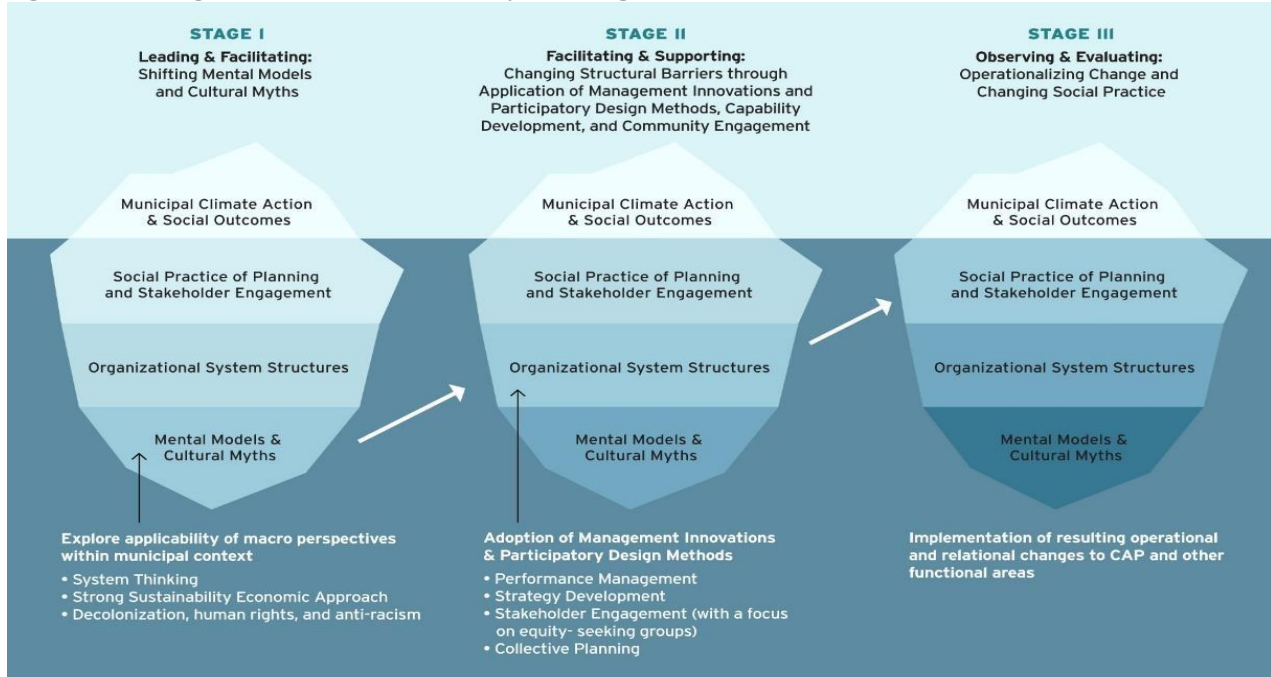 STAGE I
Leading & Facilitating:
Shifting Mental Models
and Cultural Myths
Municipal Climate Action
& Social Outcomes
Social Practice of Planning
and Stakeholder Engagement
Organizational System Structures
Mental Models &
Cultural Myths
Explore applicability of macro perspectives
within municipal context
• System Thinking
• Strong Sustainability Economic Approach
• Decolonization, human rights, and anti-racism
STAGE II
Facilitating & Supporting:
Changing Structural Barriers through
Application of Management Innovations and
Participatory Design Methods, Capability
Development, and Community Engagement
Municipal Climate Action
& Social Outcomes
Social Practice of Planning
and Stakeholder Engagement
Organizational System Structures
Mental Models &
Cultural Myths
Adoption of Management Innovations
& Participatory Design Methods
• Performance Management
• Strategy Development
• Stakeholder Engagement (with a focus
on equity- seeking groups)
• Collective Planning
STAGE III
Observing & Evaluating:
Operationalizing Change and
Changing Social Practice
Municipal Climate Action
& Social Outcomes
Social Practice of Planning
and Stakeholder Engagement
Organizational System Structures
Mental Models &
Cultural Myths
Implementation of resulting operational
and relational changes to CAP and other
functional areas